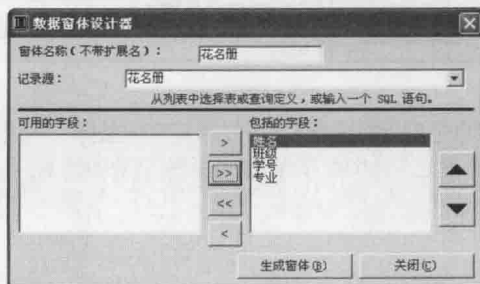 数据窗体设计器
窗体名称(不带扩展名): 花名册
记录源: 花名册
从列表中选择表或查询定义,或输入一个 SQL 语句。
可用的字段: 包括的字段:
>
>>
<<
<
姓名
班级
学号
专业
生成窗体(B) 关闭(C)